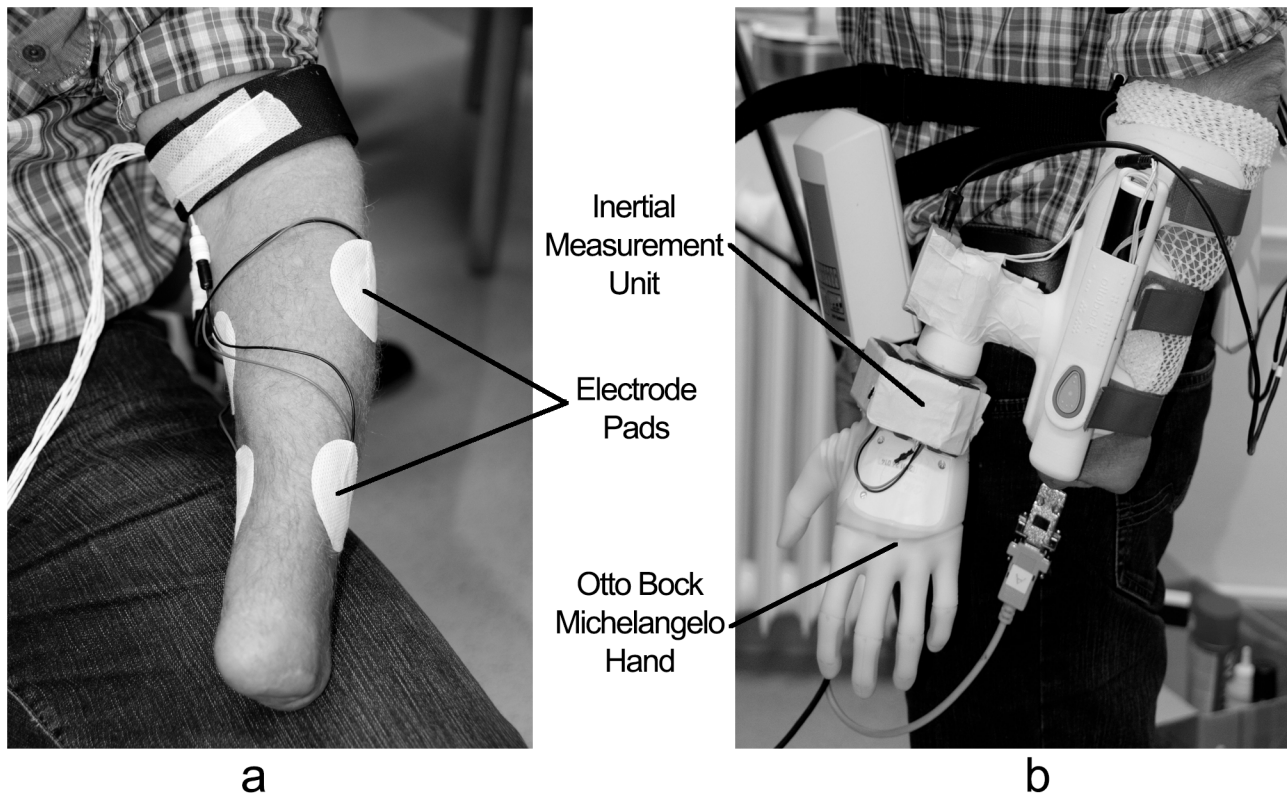 Inertial
Measurement
Unit
Electrode
Pads
Otto Bock
Michelangelo
Hand
a
b